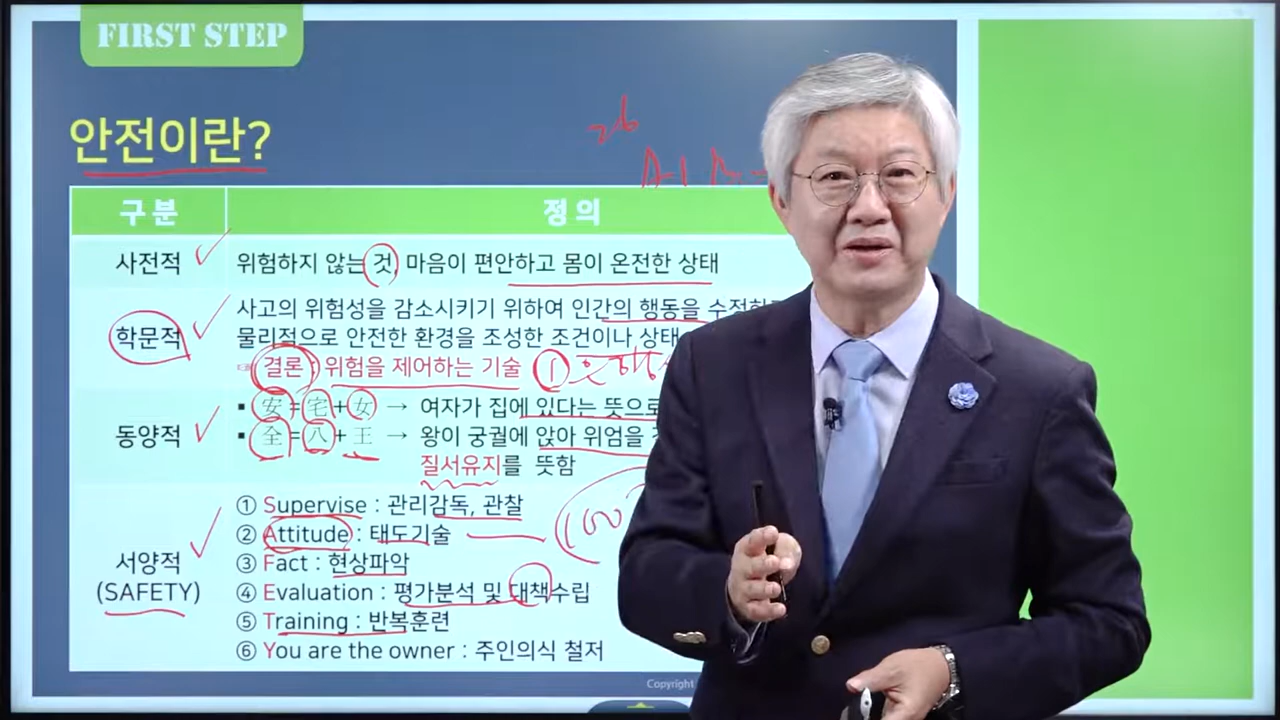 FIRST STEP
안전이란?
26
구분 정의
사전적 위험하지 않는 것, 마음이 편안하고 몸이 온전한 상태
학문적 사고의 위험성을 감소시키기 위하여 인간의 행동을 수정하
물리적으로 안전한 환경을 조성한 조건이나 상태
☞ 결론 : 위험을 제어하는 기술 ①
동양적 ▪ 安=宅+女 → 여자가 집에 있다는 뜻으로
▪ 全=八+王 → 왕이 궁궐에 앉아 위엄을
질서유지를 뜻함
서양적 (SAFETY) ① Supervise : 관리감독, 관찰
② Attitude : 태도기술
100
③ Fact : 현상파악
④ Evaluation : 평가분석 및 대책수립
⑤ Training : 반복훈련
⑥ You are the owner : 주인의식 철저
Copyright